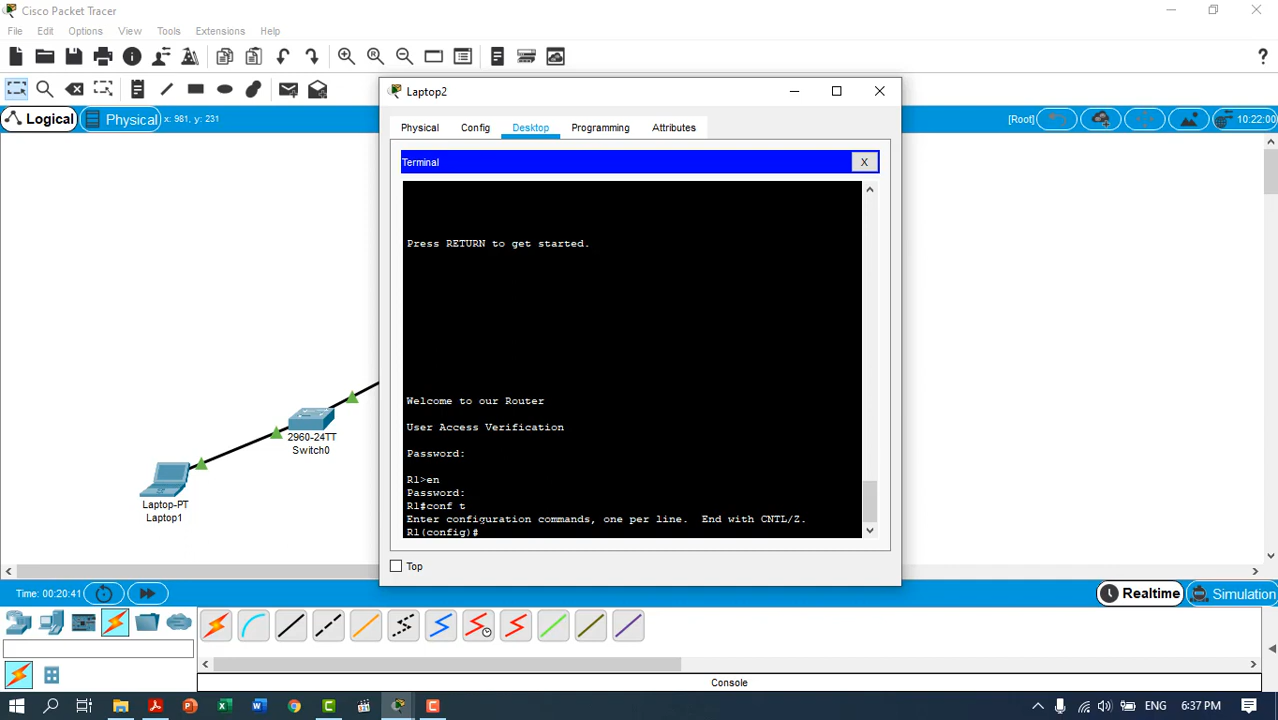 Cisco Packet Tracer
File Edit Options View Tools Extensions Help
Logical Physical x: 981, y: 231 [Root] 10:22:00
Laptop2
Physical Config Desktop Programming Attributes
Terminal X
Press RETURN to get started.
Welcome to our Router
User Access Verification
Password:
R1>en
Password:
R1#conf t
Enter configuration commands, one per line.  End with CNTL/Z.
R1(config)#
Top
2960-24TT
Switch0
Laptop-PT
Laptop1
Time: 00:20:41 Realtime Simulation
Console
ENG 6:37 PM